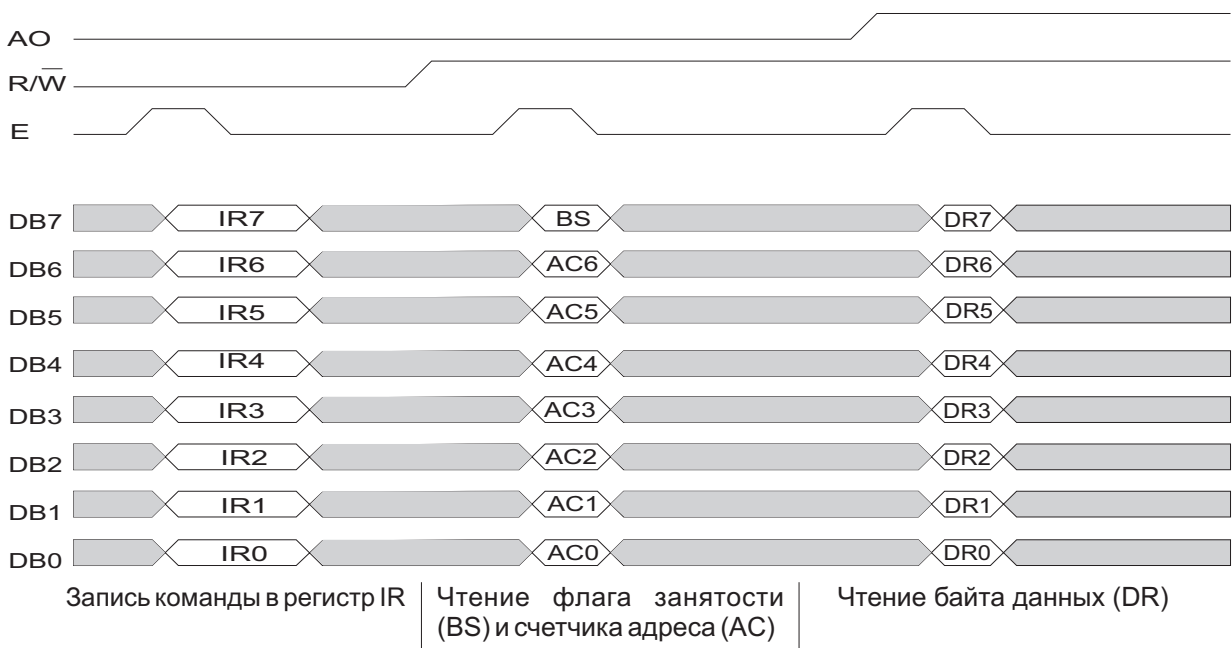 AO
R/W̅
E
DB7 IR7 BS DR7
DB6 IR6 AC6 DR6
DB5 IR5 AC5 DR5
DB4 IR4 AC4 DR4
DB3 IR3 AC3 DR3
DB2 IR2 AC2 DR2
DB1 IR1 AC1 DR1
DB0 IR0 AC0 DR0
Запись команды в регистр IR
Чтение флага занятости
(BS) и счетчика адреса (AC)
Чтение байта данных (DR)